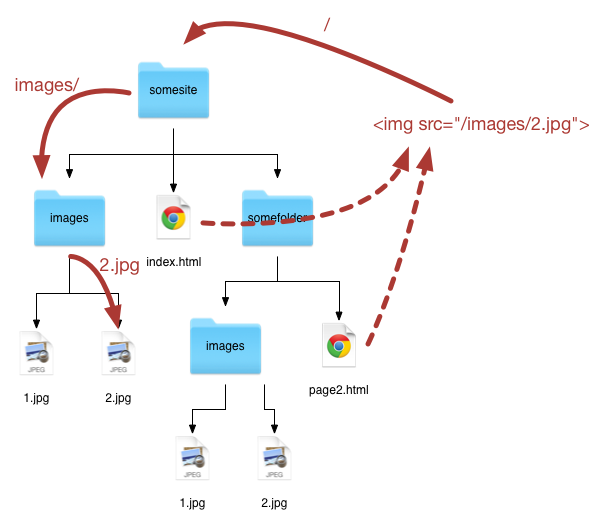 /
somesite
images/
<img src="/images/2.jpg">
images
somefolder
index.html
2.jpg
JPEG
JPEG
1.jpg
2.jpg
images
page2.html
JPEG
JPEG
1.jpg
2.jpg